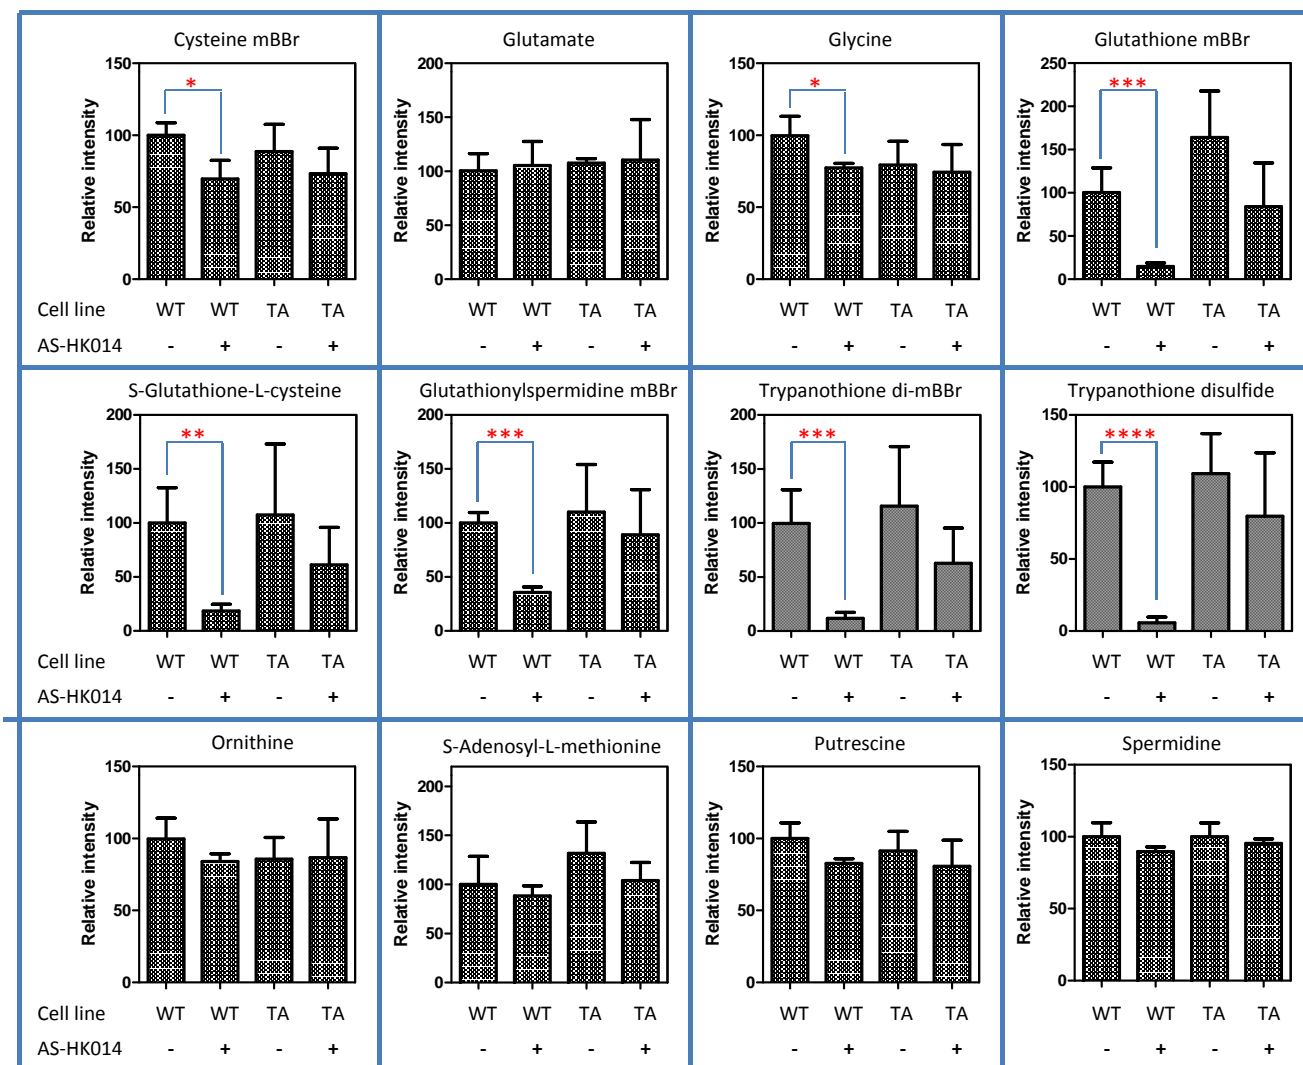 Cysteine mBBr
Glutamate
Glycine
Glutathione mBBr
Relative intensity
150
100
50
0
*
Relative intensity
200
150
100
50
0
Relative intensity
150
100
50
0
*
Relative intensity
250
200
150
100
50
0
***
Cell line WT WT TA TA WT WT TA TA WT WT TA TA WT WT TA TA
AS-HK014 - + - + - + - + - + - + - + - +
S-Glutathione-L-cysteine
Glutathionylspermidine mBBr
Trypanothione di-mBBr
Trypanothione disulfide
Relative intensity
200
150
100
50
0
**
Relative intensity
200
150
100
50
0
***
Relative intensity
200
150
100
50
0
***
Relative intensity
150
100
50
0
****
Cell line WT WT TA TA WT WT TA TA WT WT TA TA WT WT TA TA
AS-HK014 - + - + - + - + - + - + - + - +
Ornithine
S-Adenosyl-L-methionine
Putrescine
Spermidine
Relative intensity
150
100
50
0
Relative intensity
200
150
100
50
0
Relative intensity
150
100
50
0
Relative intensity
150
100
50
0
Cell line WT WT TA TA WT WT TA TA WT WT TA TA WT WT TA TA
AS-HK014 - + - + - + - + - + - + - + - +